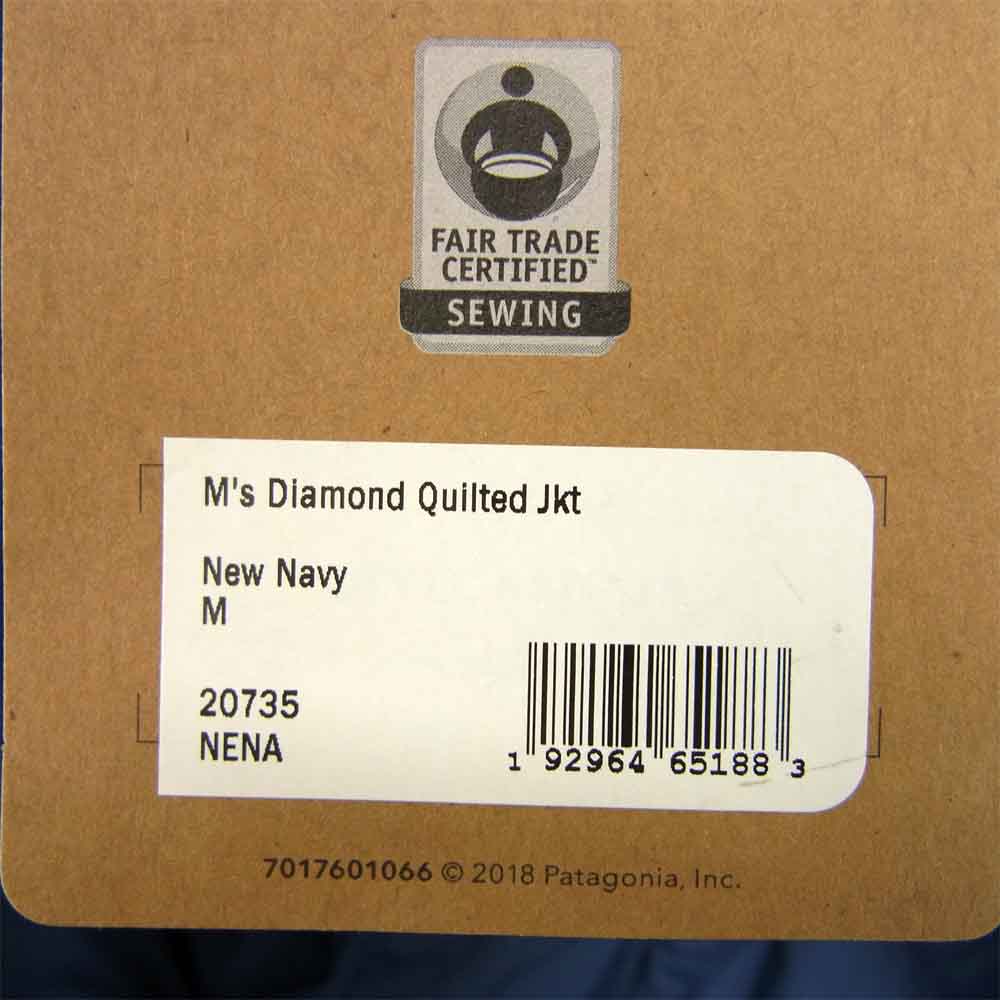 FAIR TRADE
CERTIFIED™
SEWING
M's Diamond Quilted Jkt
New Navy
M
20735
NENA
1 92964 65188 3
7017601066 © 2018 Patagonia, Inc.